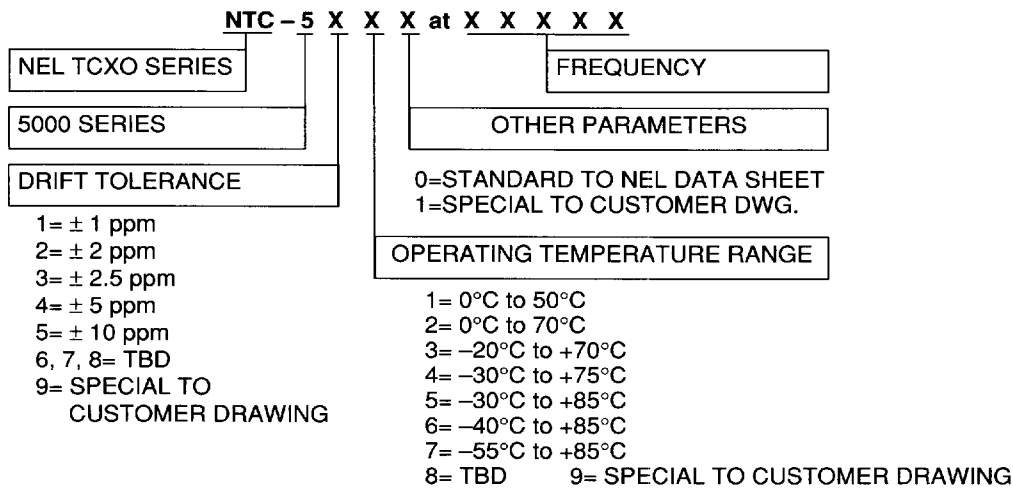 NTC – 5 X X X at X X X X X
NEL TCXO SERIES
FREQUENCY
5000 SERIES
OTHER PARAMETERS
DRIFT TOLERANCE
0=STANDARD TO NEL DATA SHEET
1=SPECIAL TO CUSTOMER DWG.
1= ± 1 ppm
2= ± 2 ppm
3= ± 2.5 ppm
4= ± 5 ppm
5= ± 10 ppm
6, 7, 8= TBD
9= SPECIAL TO
CUSTOMER DRAWING
OPERATING TEMPERATURE RANGE
1= 0°C to 50°C
2= 0°C to 70°C
3= –20°C to +70°C
4= –30°C to +75°C
5= –30°C to +85°C
6= –40°C to +85°C
7= –55°C to +85°C
8= TBD 9= SPECIAL TO CUSTOMER DRAWING